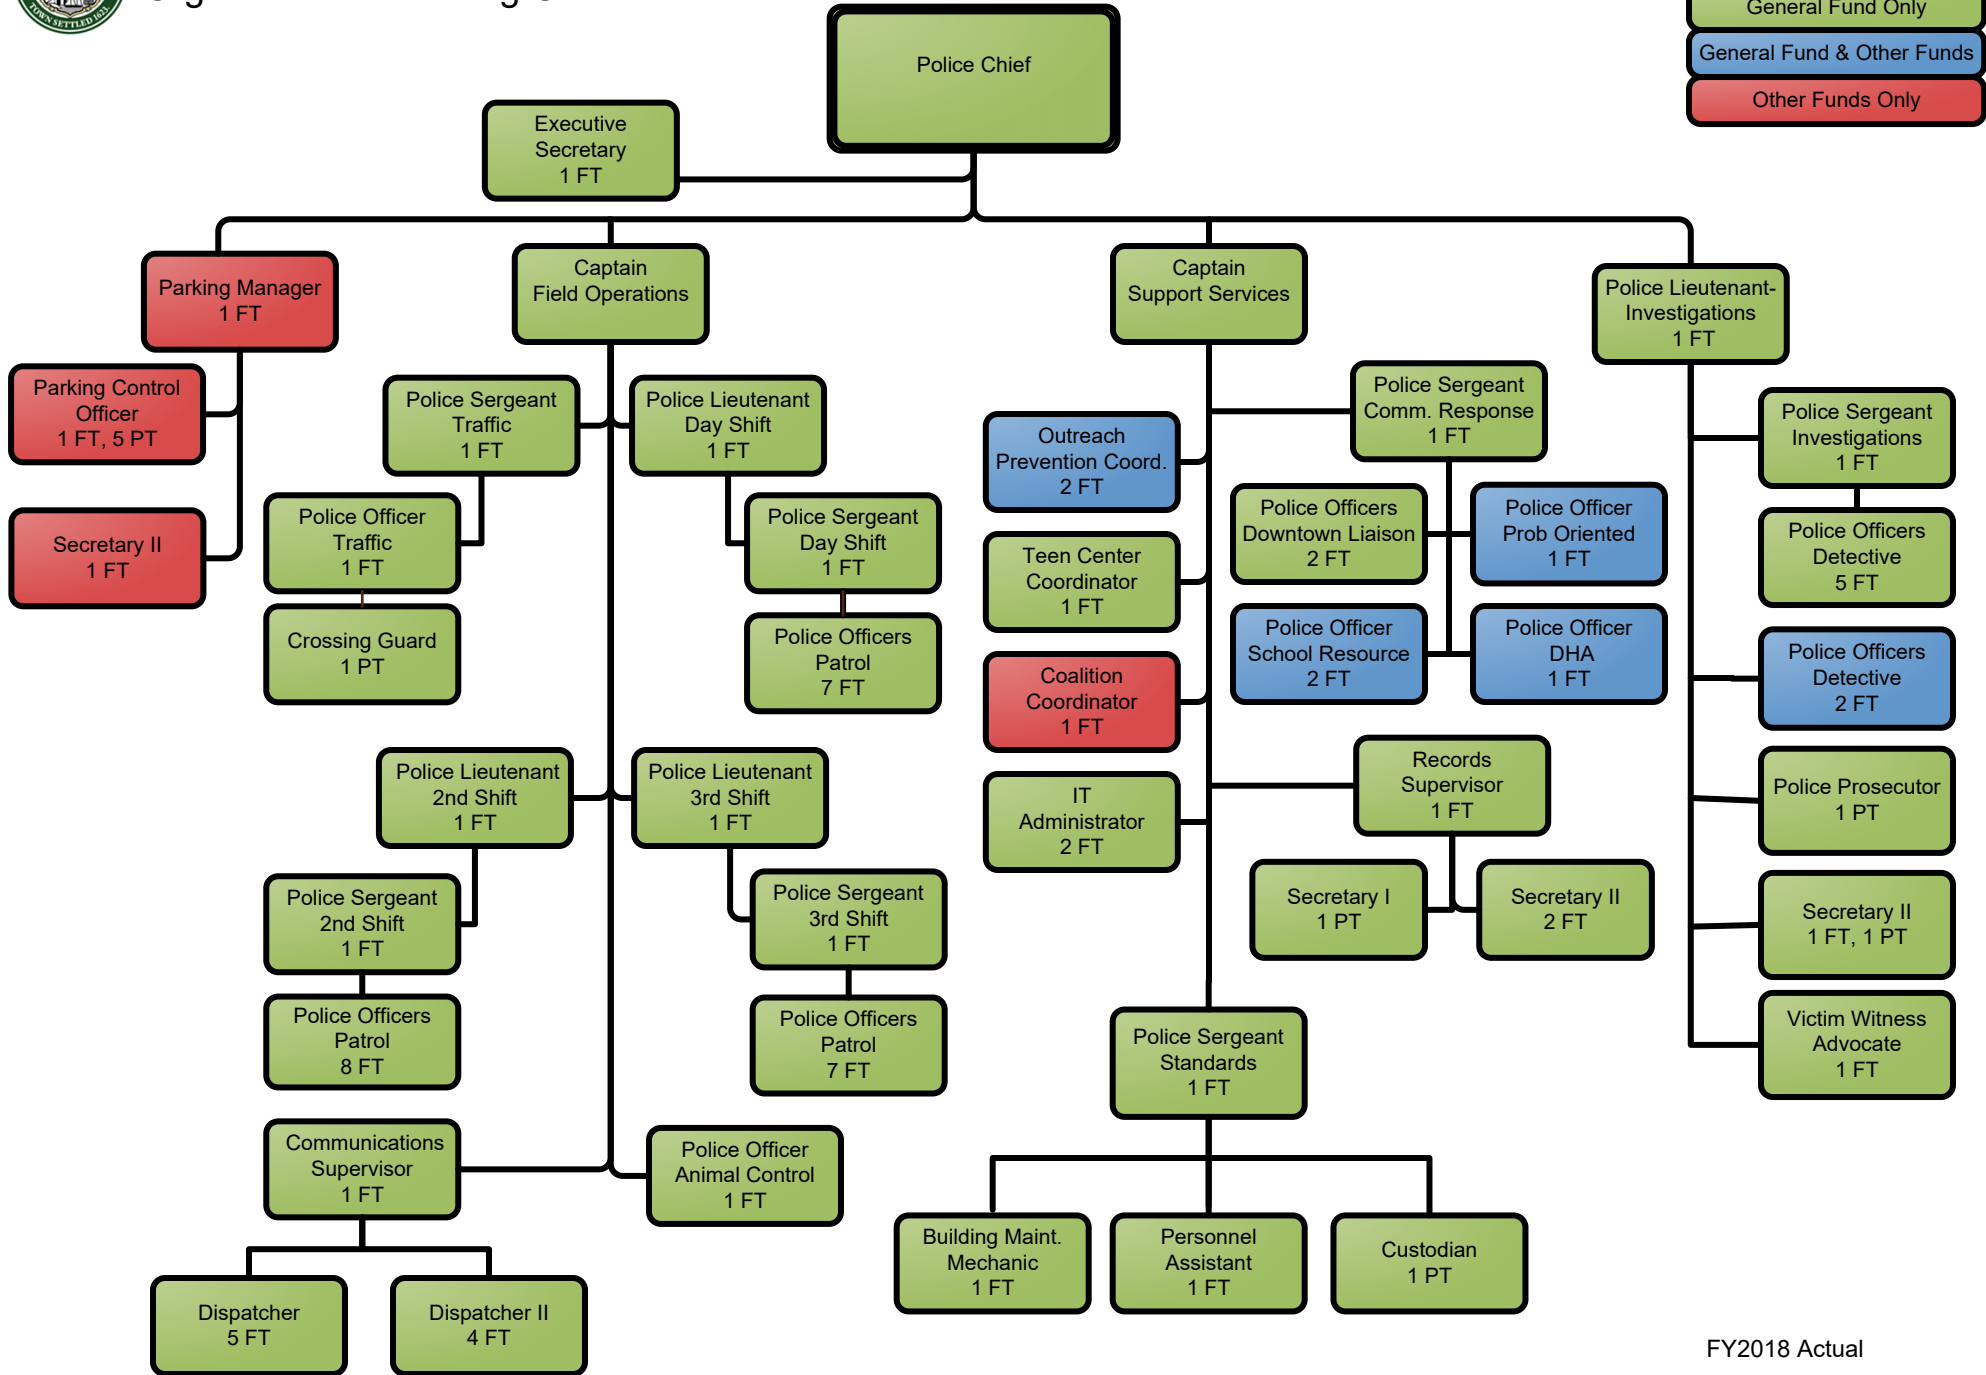 TOWN SETTLED 1623
General Fund Only
General Fund & Other Funds
Other Funds Only
Police Chief
Executive
Secretary
1 FT
Parking Manager
1 FT
Captain
Field Operations
Captain
Support Services
Police Lieutenant-
Investigations
1 FT
Parking Control
Officer
1 FT, 5 PT
Secretary II
1 FT
Police Sergeant
Traffic
1 FT
Police Lieutenant
Day Shift
1 FT
Police Officer
Traffic
1 FT
Police Sergeant
Day Shift
1 FT
Crossing Guard
1 PT
Police Officers
Patrol
7 FT
Police Lieutenant
2nd Shift
1 FT
Police Lieutenant
3rd Shift
1 FT
Police Sergeant
2nd Shift
1 FT
Police Sergeant
3rd Shift
1 FT
Police Officers
Patrol
8 FT
Police Officers
Patrol
7 FT
Communications
Supervisor
1 FT
Police Officer
Animal Control
1 FT
Dispatcher
5 FT
Dispatcher II
4 FT
Outreach
Prevention Coord.
2 FT
Teen Center
Coordinator
1 FT
Coalition
Coordinator
1 FT
IT
Administrator
2 FT
Police Sergeant
Comm. Response
1 FT
Police Officers
Downtown Liaison
2 FT
Police Officer
Prob Oriented
1 FT
Police Officer
School Resource
2 FT
Police Officer
DHA
1 FT
Records
Supervisor
1 FT
Secretary I
1 PT
Secretary II
2 FT
Police Sergeant
Standards
1 FT
Building Maint.
Mechanic
1 FT
Personnel
Assistant
1 FT
Custodian
1 PT
Police Sergeant
Investigations
1 FT
Police Officers
Detective
5 FT
Police Officers
Detective
2 FT
Police Prosecutor
1 PT
Secretary II
1 FT, 1 PT
Victim Witness
Advocate
1 FT
FY2018 Actual